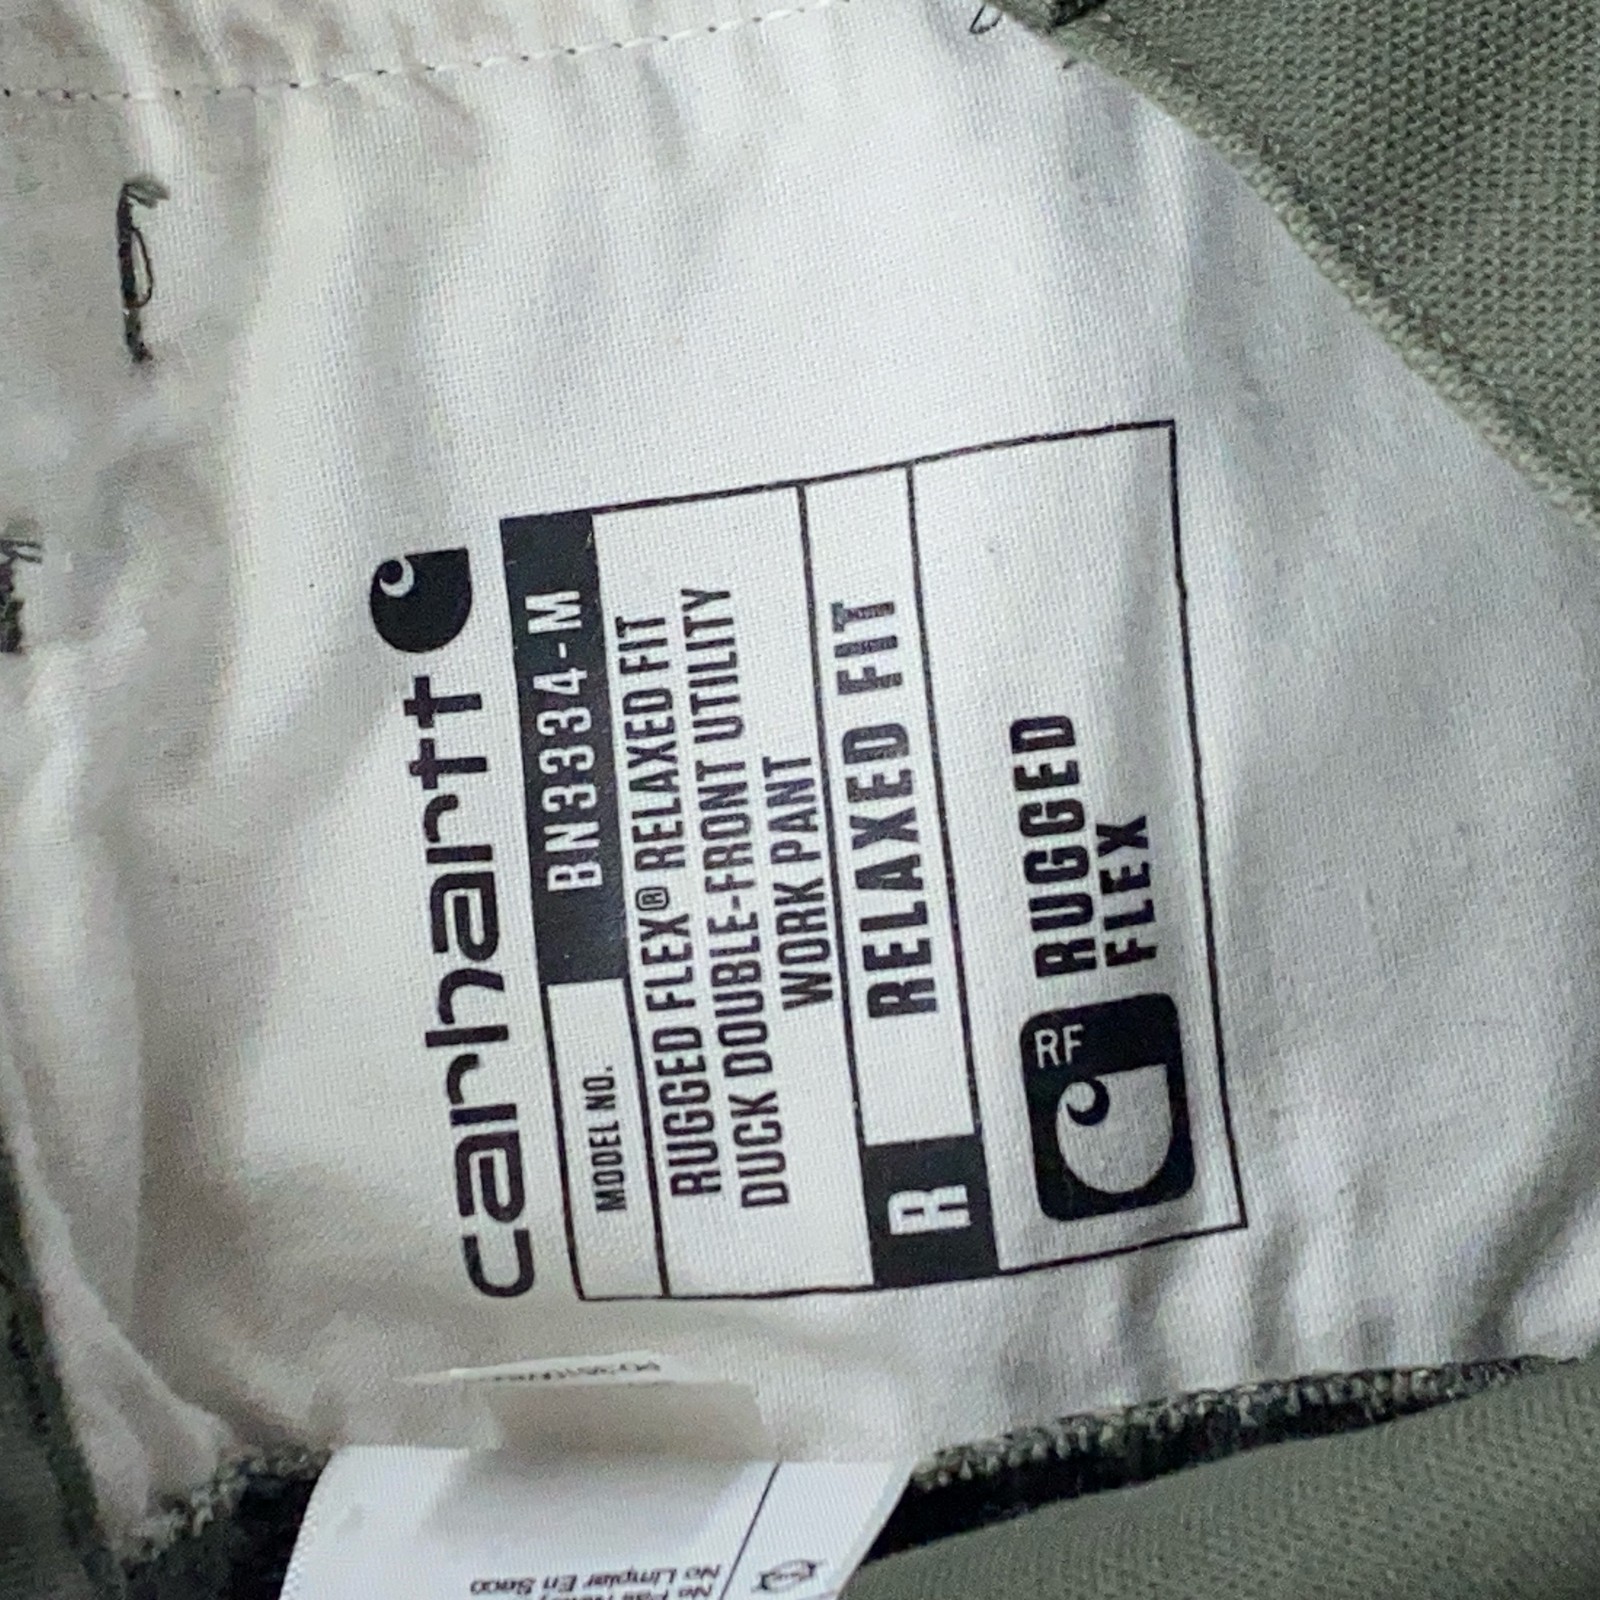 carhartt
MODEL NO. BN3334-M
RUGGED FLEX® RELAXED FIT
DUCK DOUBLE-FRONT UTILITY
WORK PANT
R RELAXED FIT
RF
RUGGED
FLEX
No Limpiar En Seco